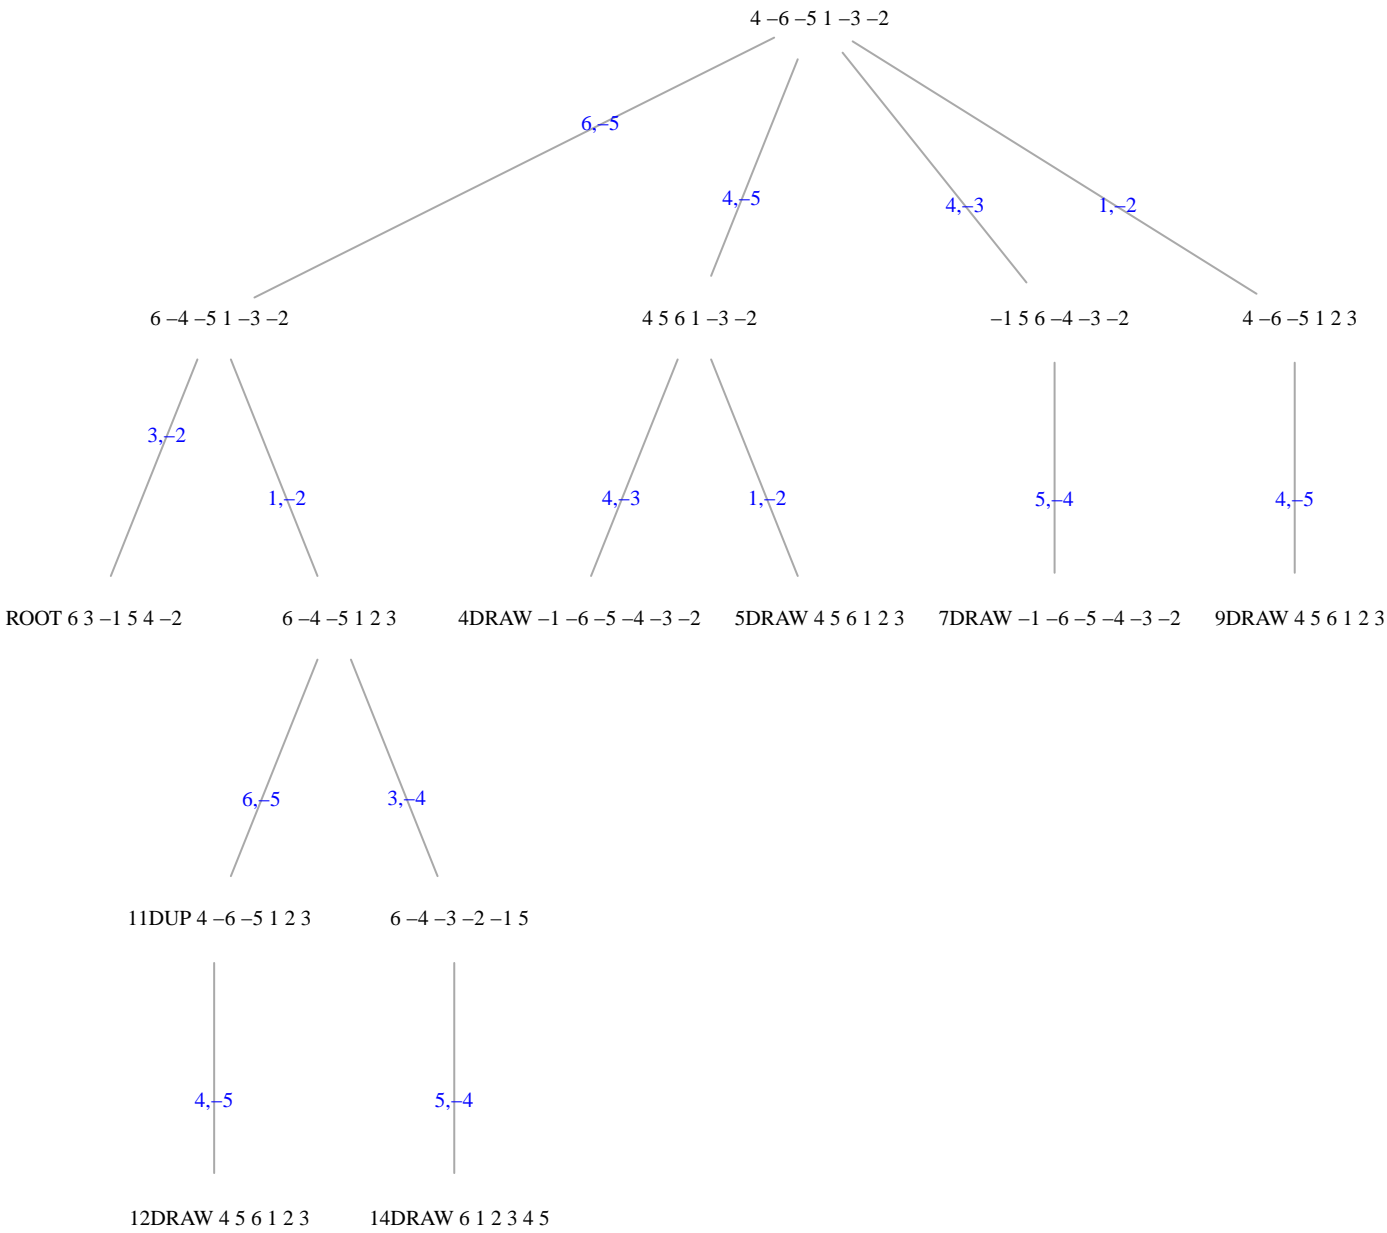 4 –6 –5 1 –3 –2
6,–5
4,–5
4,–3
1,–2
6 –4 –5 1 –3 –2
4 5 6 1 –3 –2
–1 5 6 –4 –3 –2
4 –6 –5 1 2 3
3,–2
1,–2
4,–3
1,–2
5,–4
4,–5
ROOT 6 3 –1 5 4 –2
6 –4 –5 1 2 3
4DRAW –1 –6 –5 –4 –3 –2
5DRAW 4 5 6 1 2 3
7DRAW –1 –6 –5 –4 –3 –2
9DRAW 4 5 6 1 2 3
6,–5
3,–4
11DUP 4 –6 –5 1 2 3
6 –4 –3 –2 –1 5
4,–5
5,–4
12DRAW 4 5 6 1 2 3
14DRAW 6 1 2 3 4 5